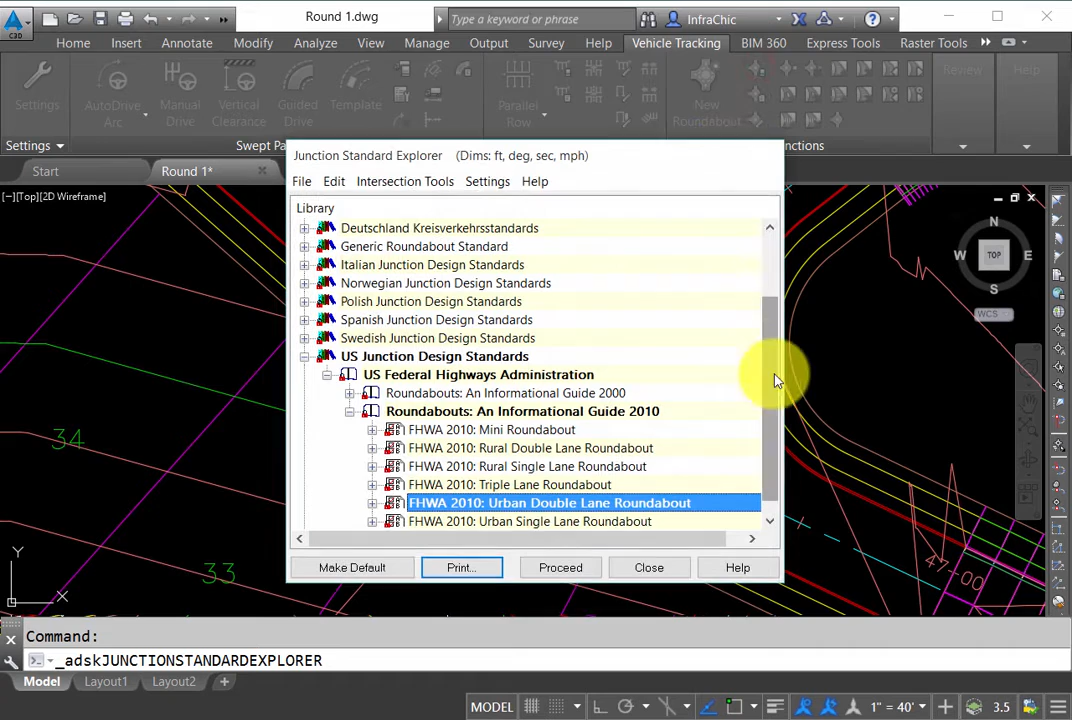 Round 1.dwg
Type a keyword or phrase
InfraChic
C3D
Home Insert Annotate Modify Analyze View Manage Output Survey Help Vehicle Tracking BIM 360 Express Tools Raster Tools
Settings
AutoDrive Arc
Manual Drive
Vertical Clearance
Guided Drive
Template
Parallel Row
New Roundabout
Review
Help
Settings
Swept Pa
nctions
Start
Round 1*
[−][Top][2D Wireframe]
Junction Standard Explorer (Dims: ft, deg, sec, mph)
File Edit Intersection Tools Settings Help
Library
Deutschland Kreisverkehrsstandards
Generic Roundabout Standard
Italian Junction Design Standards
Norwegian Junction Design Standards
Polish Junction Design Standards
Spanish Junction Design Standards
Swedish Junction Design Standards
US Junction Design Standards
US Federal Highways Administration
Roundabouts: An Informational Guide 2000
Roundabouts: An Informational Guide 2010
FHWA 2010: Mini Roundabout
FHWA 2010: Rural Double Lane Roundabout
FHWA 2010: Rural Single Lane Roundabout
FHWA 2010: Triple Lane Roundabout
FHWA 2010: Urban Double Lane Roundabout
FHWA 2010: Urban Single Lane Roundabout
Make Default Print... Proceed Close Help
N
W TOP E
S
WCS
34
33
47+00
Y
X
Command:
_adskJUNCTIONSTANDARDEXPLORER
Model Layout1 Layout2
MODEL
1" = 40'
3.5